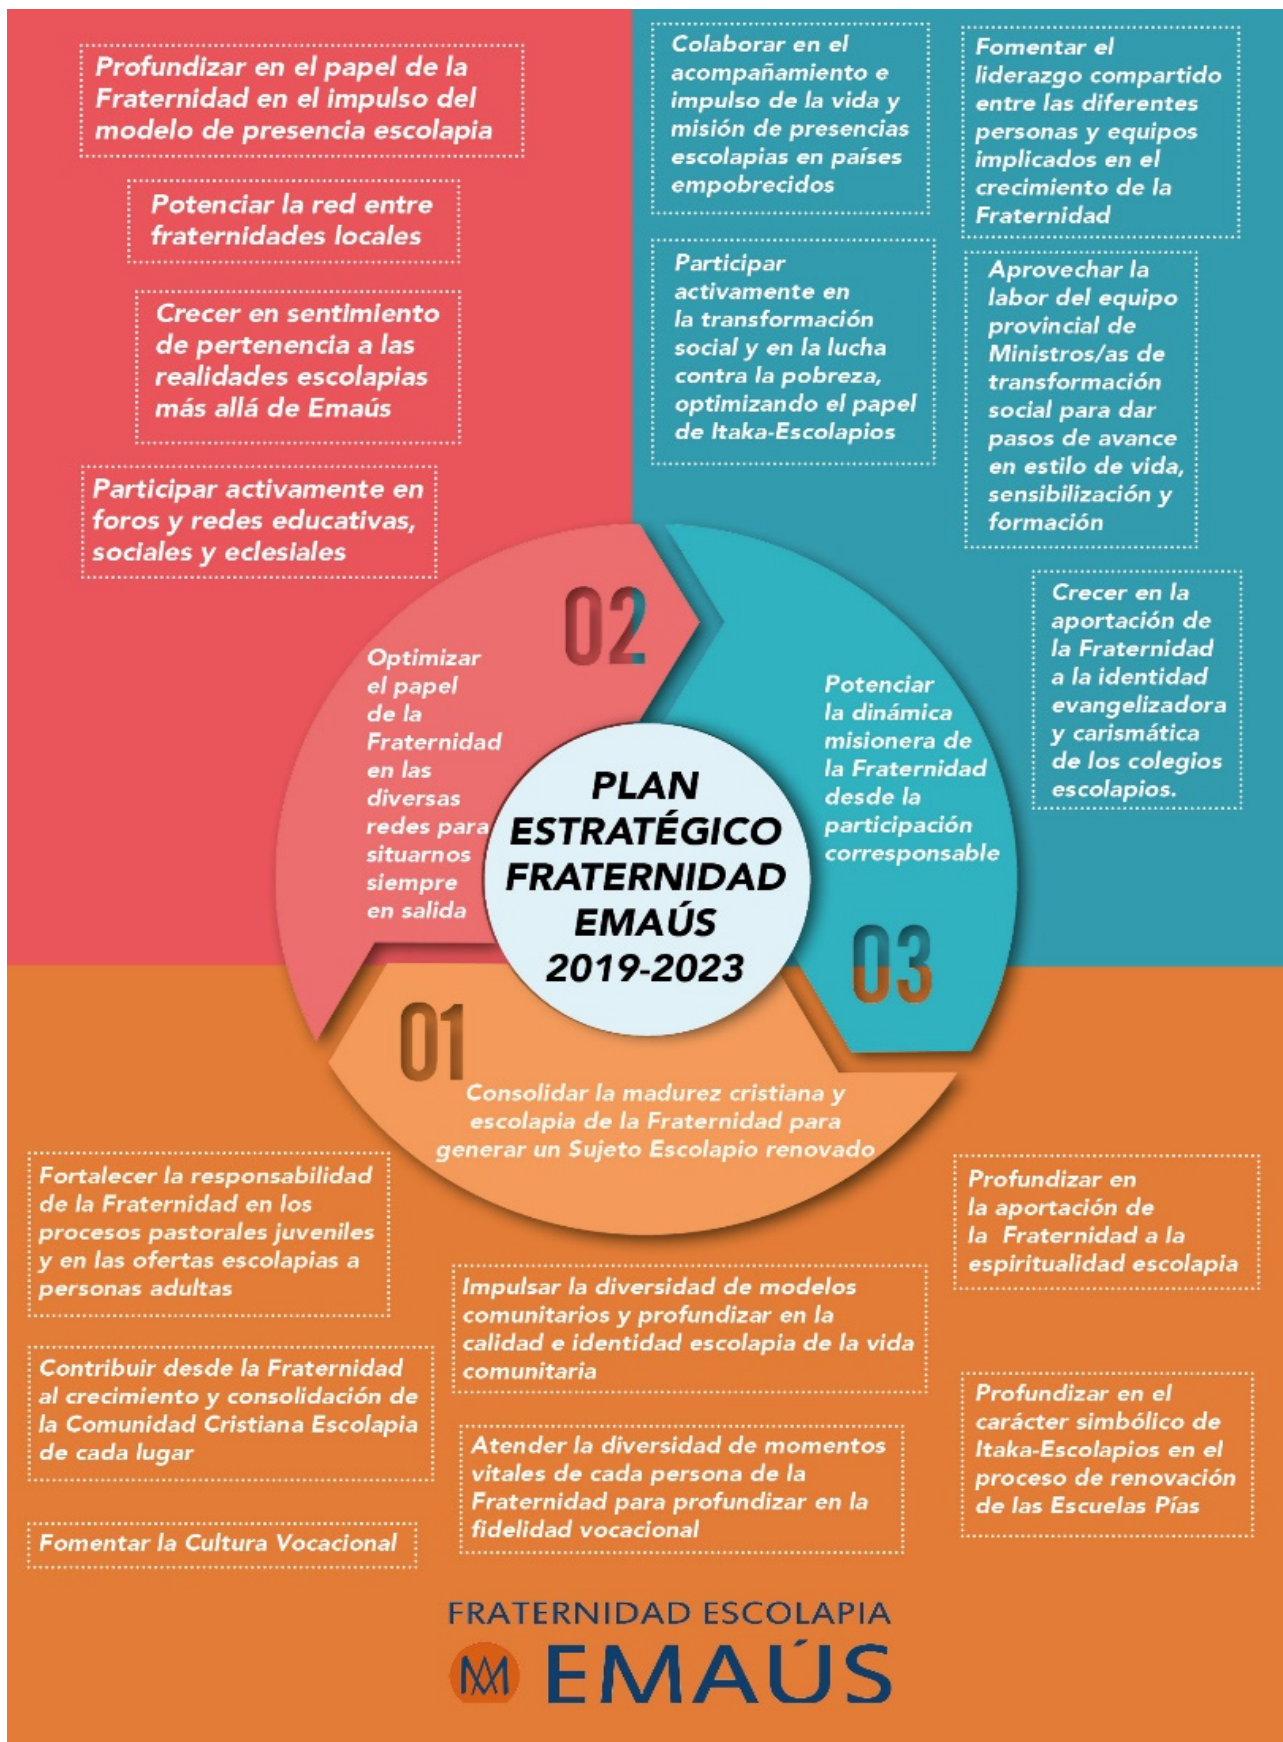 Profundizar en el papel de la
Fraternidad en el impulso del
modelo de presencia escolapia
Potenciar la red entre
fraternidades locales
Crecer en sentimiento
de pertenencia a las
realidades escolapias
más allá de Emaús
Participar activamente en
foros y redes educativas,
sociales y eclesiales
Colaborar en el
acompañamiento e
impulso de la vida y
misión de presencias
escolapias en países
empobrecidos
Fomentar el
liderazgo compartido
entre las diferentes
personas y equipos
implicados en el
crecimiento de la
Fraternidad
Participar
activamente en
la transformación
social y en la lucha
contra la pobreza,
optimizando el papel
de Itaka-Escolapios
Aprovechar la
labor del equipo
provincial de
Ministros/as de
transformación
social para dar
pasos de avance
en estilo de vida,
sensibilización y
formación
Crecer en la
aportación de
la Fraternidad
a la identidad
evangelizadora
y carismática
de los colegios
escolapios.
02
Optimizar
el papel
de la
Fraternidad
en las
diversas
redes para
situarnos
siempre
en salida
Potenciar
la dinámica
misionera de
la Fraternidad
desde la
participación
corresponsable
03
PLAN
ESTRATÉGICO
FRATERNIDAD
EMAÚS
2019-2023
01
Consolidar la madurez cristiana y
escolapia de la Fraternidad para
generar un Sujeto Escolapio renovado
Fortalecer la responsabilidad
de la Fraternidad en los
procesos pastorales juveniles
y en las ofertas escolapias a
personas adultas
Contribuir desde la Fraternidad
al crecimiento y consolidación de
la Comunidad Cristiana Escolapia
de cada lugar
Fomentar la Cultura Vocacional
Impulsar la diversidad de modelos
comunitarios y profundizar en la
calidad e identidad escolapia de la vida
comunitaria
Atender la diversidad de momentos
vitales de cada persona de la
Fraternidad para profundizar en la
fidelidad vocacional
Profundizar en
la aportación de
la Fraternidad a la
espiritualidad escolapia
Profundizar en el
carácter simbólico de
Itaka-Escolapios en el
proceso de renovación
de las Escuelas Pías
FRATERNIDAD ESCOLAPIA
EMAÚS